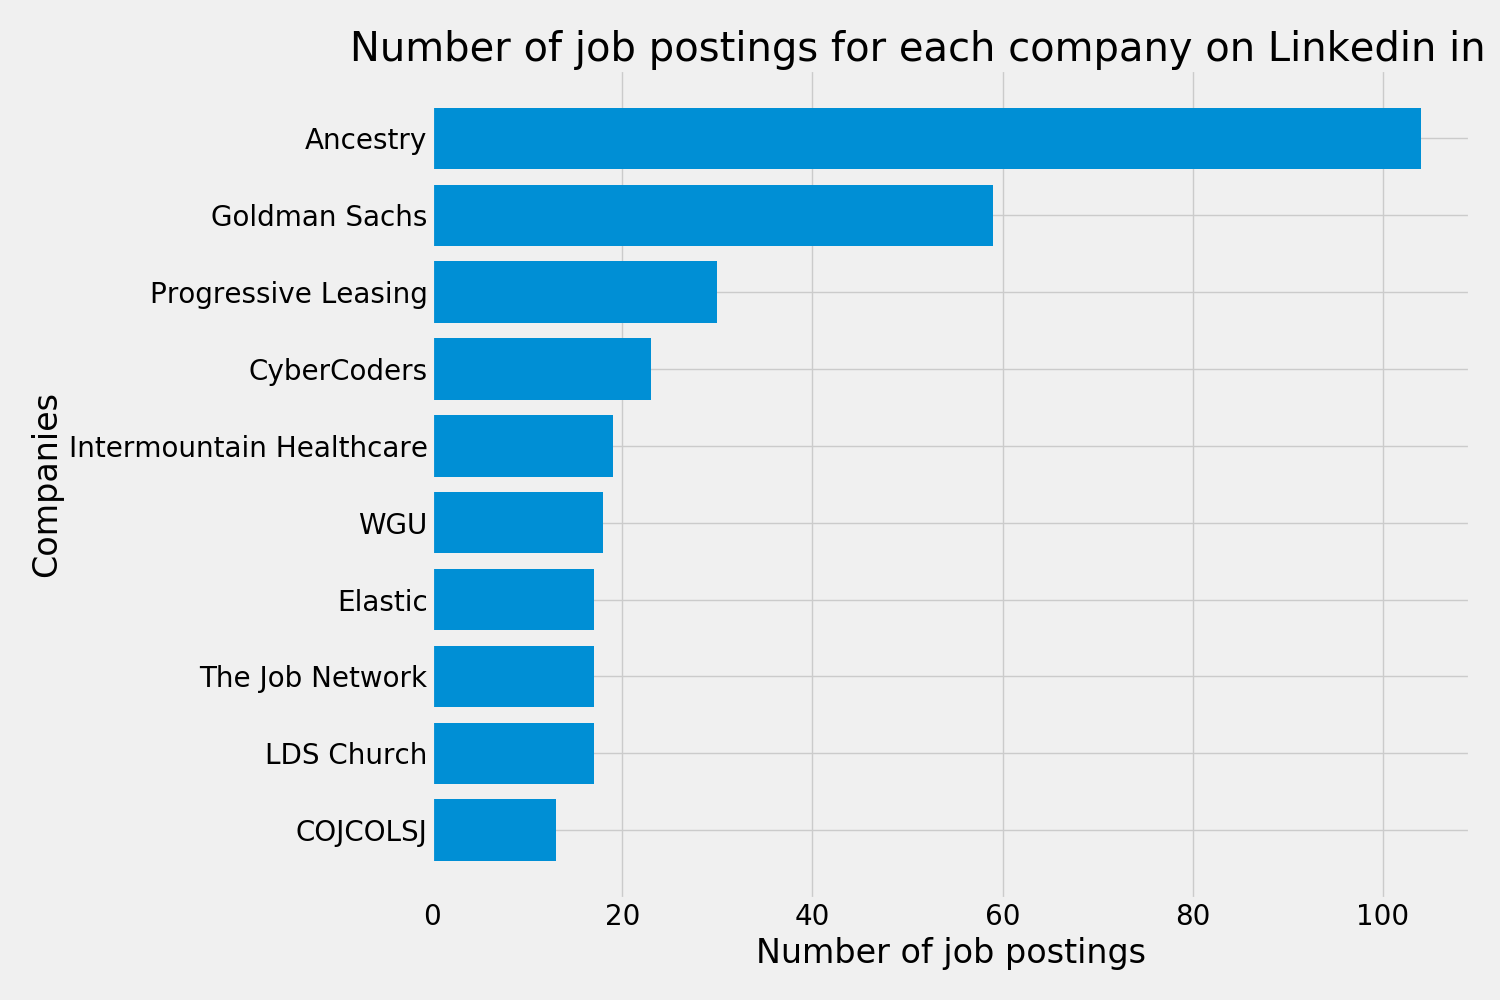 Number of job postings for each company on Linkedin in
Ancestry
Goldman Sachs
Progressive Leasing
CyberCoders
Intermountain Healthcare
WGU
Elastic
The Job Network
LDS Church
COJCOLSJ
Companies
0 20 40 60 80 100
Number of job postings